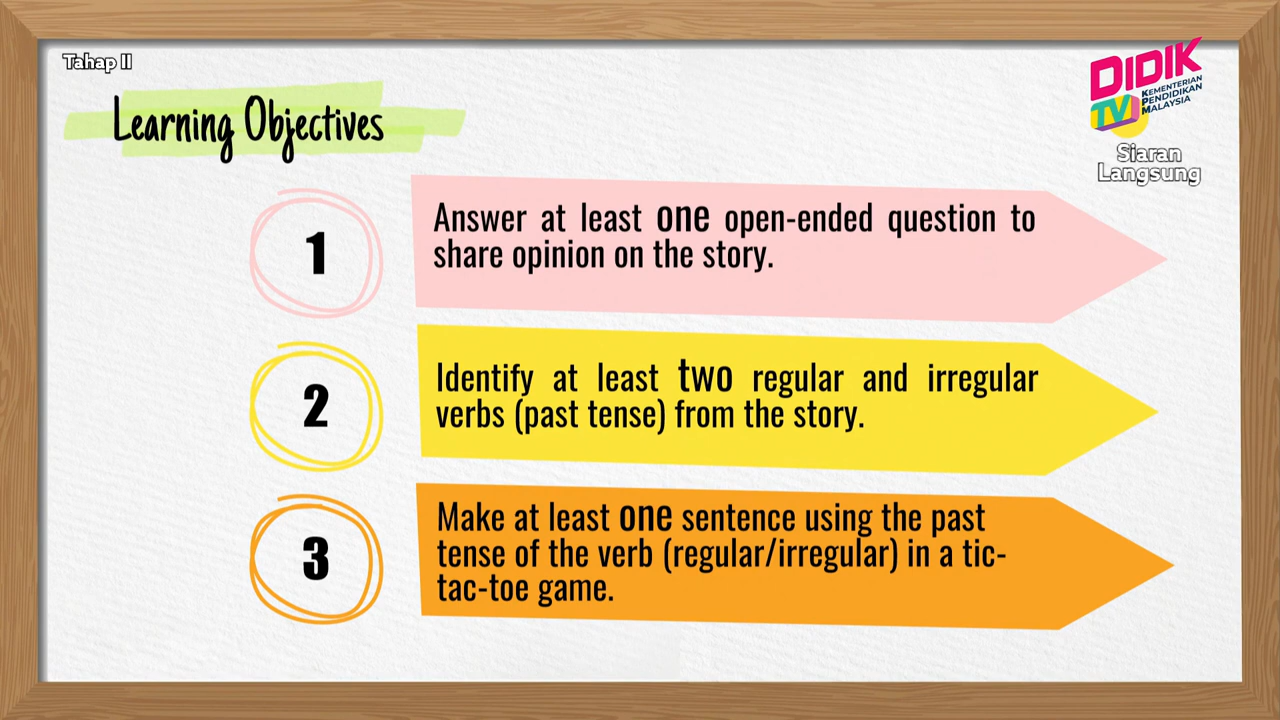 Tahap II
Learning Objectives
DIDIK
TV
KEMENTERIAN
PENDIDIKAN
MALAYSIA
Siaran
Langsung
1
Answer at least one open-ended question to
share opinion on the story.
2
Identify at least two regular and irregular
verbs (past tense) from the story.
3
Make at least one sentence using the past
tense of the verb (regular/irregular) in a tic-
tac-toe game.